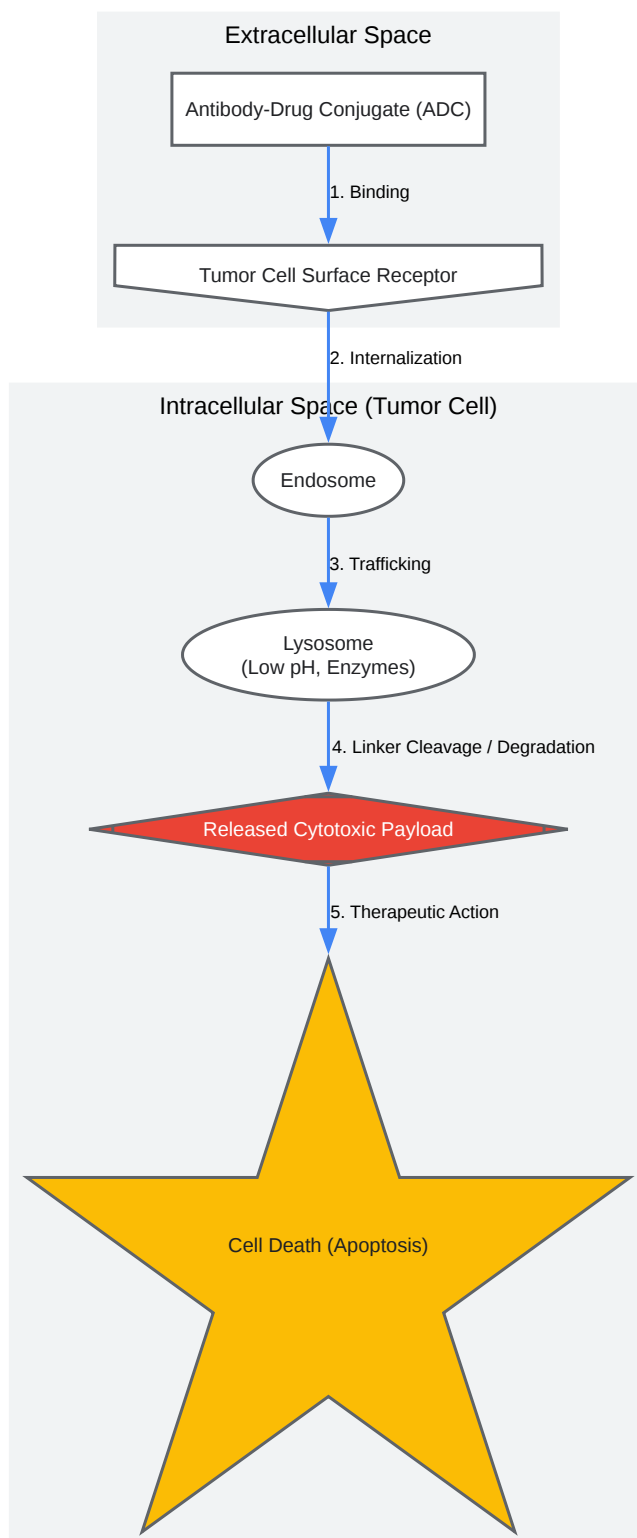 Extracellular Space
Antibody-Drug Conjugate (ADC)
1. Binding
Tumor Cell Surface Receptor
2. Internalization
Intracellular Space (Tumor Cell)
Endosome
3. Trafficking
Lysosome
(Low pH, Enzymes)
4. Linker Cleavage / Degradation
Released Cytotoxic Payload
5. Therapeutic Action
Cell Death (Apoptosis)